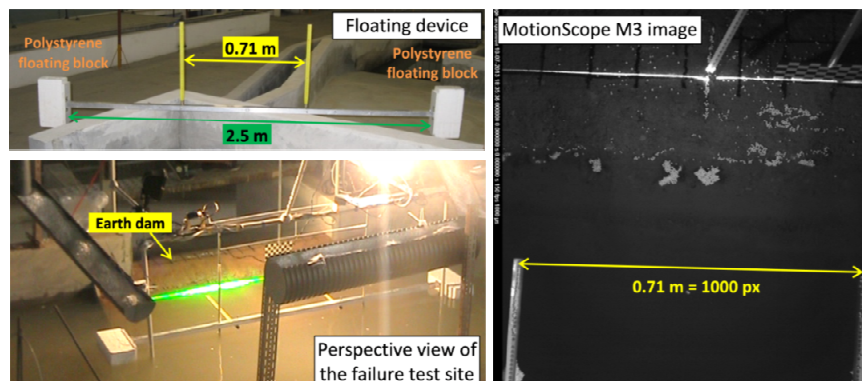 Floating device
Polystyrene
floating block
0.71 m
Polystyrene
floating block
2.5 m
Earth dam
Perspective view of
the failure test site
MotionScope M3 image
0.71 m = 1000 px